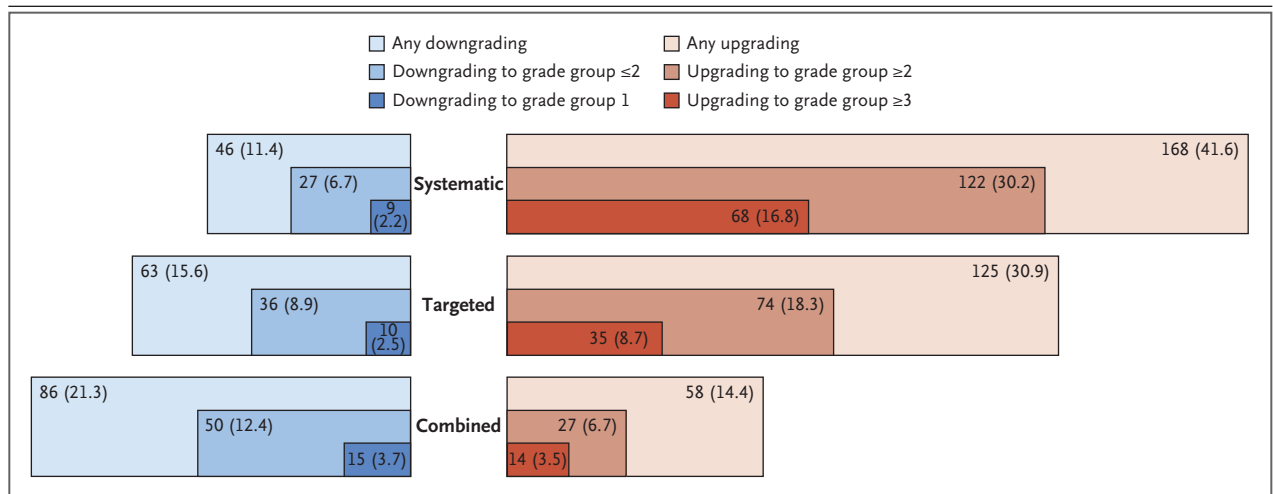 Any downgrading
Any upgrading
Downgrading to grade group ≤2
Upgrading to grade group ≥2
Downgrading to grade group 1
Upgrading to grade group ≥3
46 (11.4)
168 (41.6)
27 (6.7)
Systematic
122 (30.2)
9
(2.2)
68 (16.8)
63 (15.6)
125 (30.9)
36 (8.9)
Targeted
74 (18.3)
10
(2.5)
35 (8.7)
86 (21.3)
58 (14.4)
50 (12.4)
Combined
27 (6.7)
15 (3.7)
14 (3.5)